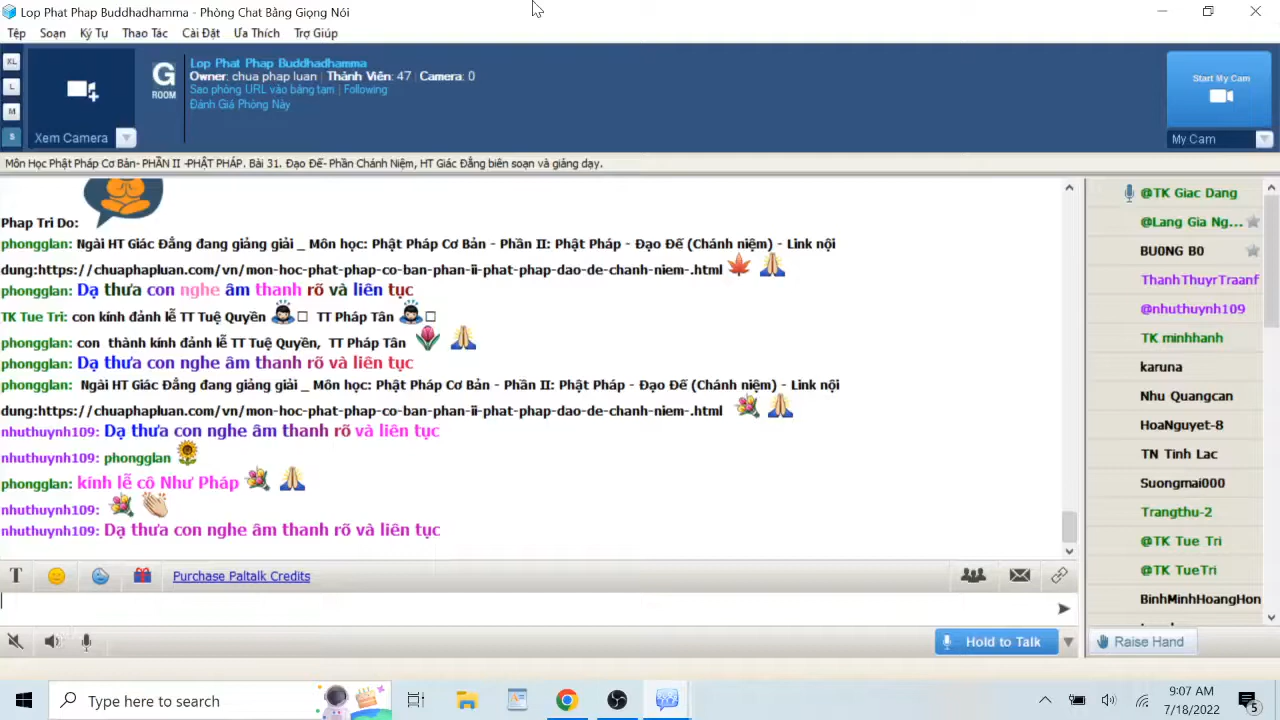 Lop Phat Phap Buddhadhamma - Phòng Chat Bằng Giọng Nói
Tệp Soạn Ký Tự Thao Tác Cài Đặt Ưa Thích Trợ Giúp
XL
L
M
S
Xem Camera
G
ROOM
Lop Phat Phap Buddhadhamma
Owner: chua phap luan | Thành Viên: 47 | Camera: 0
Sao phòng URL vào bảng tạm | Following
Đánh Giá Phòng Này
Start My Cam
My Cam
Môn Học Phật Pháp Cơ Bản- PHẦN II -PHẬT PHÁP. Bài 31. Đạo Đế- Phần Chánh Niệm, HT Giác Đẳng biên soạn và giảng dạy.
Phap Tri Do:
phongglan: Ngài HT Giác Đẳng đang giảng giải _ Môn học: Phật Pháp Cơ Bản - Phần II: Phật Pháp - Đạo Đế (Chánh niệm) - Link nội
dung:https://chuaphapluan.com/vn/mon-hoc-phat-phap-co-ban-phan-ii-phat-phap-dao-de-chanh-niem-.html
phongglan: Dạ thưa con nghe âm thanh rõ và liên tục
TK Tue Tri: con kính đảnh lễ TT Tuệ Quyền TT Pháp Tân
phongglan: con thành kính đảnh lễ TT Tuệ Quyền, TT Pháp Tân
phongglan: Dạ thưa con nghe âm thanh rõ và liên tục
phongglan: Ngài HT Giác Đẳng đang giảng giải _ Môn học: Phật Pháp Cơ Bản - Phần II: Phật Pháp - Đạo Đế (Chánh niệm) - Link nội
dung:https://chuaphapluan.com/vn/mon-hoc-phat-phap-co-ban-phan-ii-phat-phap-dao-de-chanh-niem-.html
nhuthuynh109: Dạ thưa con nghe âm thanh rõ và liên tục
nhuthuynh109: phongglan
phongglan: kính lễ cô Như Pháp
nhuthuynh109:
nhuthuynh109: Dạ thưa con nghe âm thanh rõ và liên tục
@TK Giac Dang
@Lang Gia Ng...
BU0NG B0
ThanhThuyrTraanf
@nhuthuynh109
TK minhhanh
karuna
Nhu Quangcan
HoaNguyet-8
TN Tinh Lac
Suongmai000
Trangthu-2
@TK Tue Tri
@TK TueTri
BinhMinhHoangHon
T
Purchase Paltalk Credits
Hold to Talk
Raise Hand
Type here to search
9:07 AM
7/18/2022
5